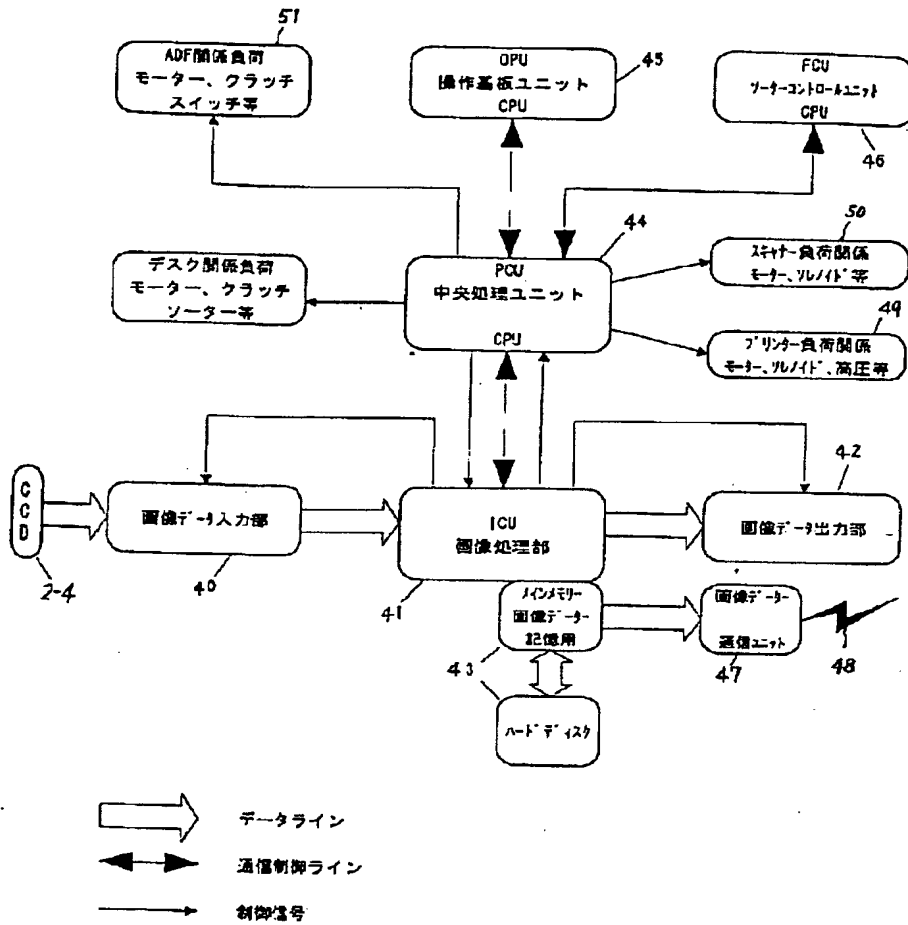 51
ADF関係負荷
モーター、クラッチ
スイッチ等
OPU
操作基板ユニット
CPU
45
FCU
ソーターコントロールユニット
CPU
46
デスク関係負荷
モーター、クラッチ
ソーター等
44
PCU
中央処理ユニット
CPU
50
スキャナー負荷関係
モーター、ソレノイド等
49
プリンター負荷関係
モーター、ソレノイド、高圧等
CCD
2-4
画像データ入力部
40
ICU
画像処理部
41
42
画像データ出力部
メインメモリー
画像データー
記憶用
43
画像データー
通信ユニット
47
48
ハードディスク
データライン
通信制御ライン
制御信号